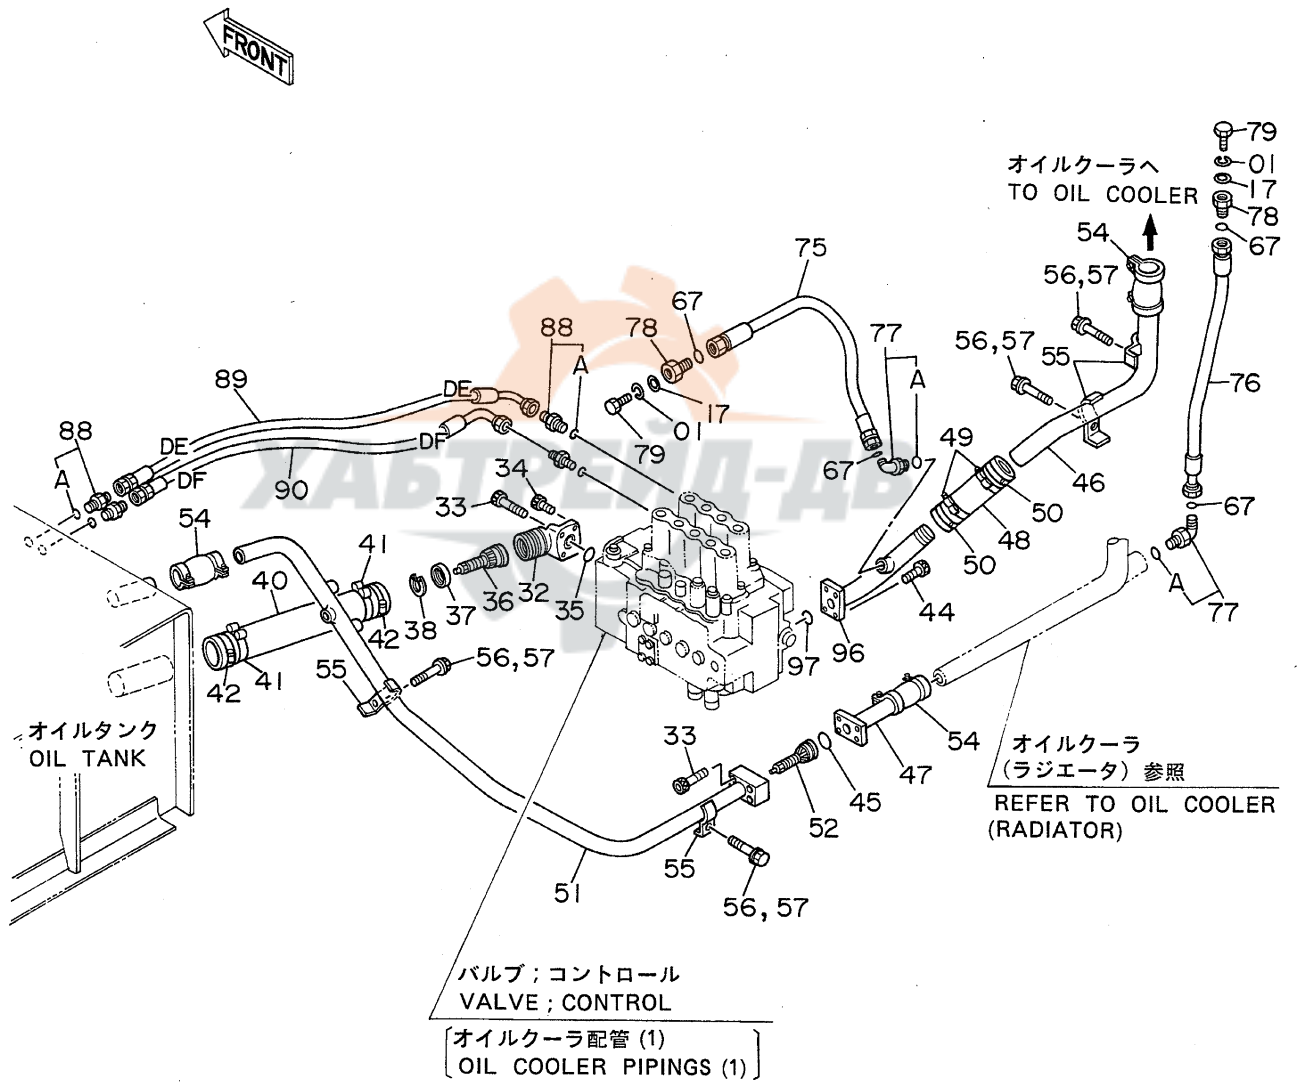 FRONT
オイルクーラへ
TO OIL COOLER
79
01
17
78
67
54
56,57
75
67
78
88
A
77
A
56,57
55
76
89
DE
DF
17
01
79
88
A
DE
DF
90
67
49
46
50
67
34
33
48
50
54
41
40
36
32
35
37
38
44
A
77
42
97
96
56,57
55
41
42
オイルタンク
OIL TANK
33
54
47
45
52
オイルクーラ
(ラジエータ) 参照
REFER TO OIL COOLER
(RADIATOR)
55
51
56,57
バルブ ; コントロール
VALVE ; CONTROL
オイルクーラ配管 (1)
OIL COOLER PIPINGS (1)
ХАБТРЕЙД-ДВ